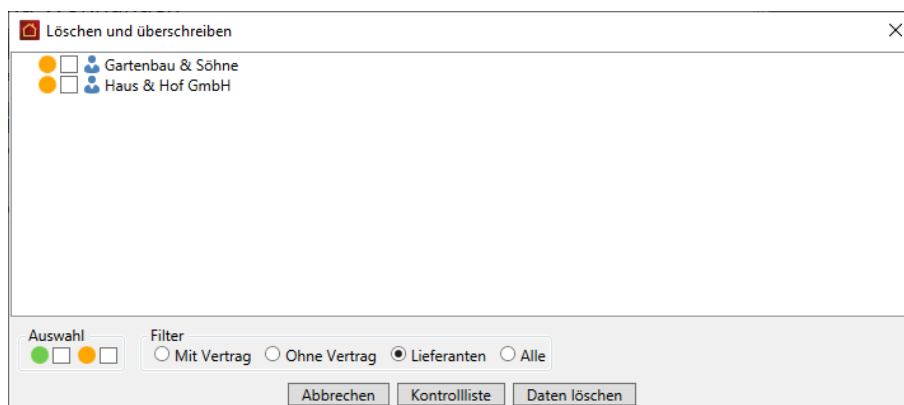 Löschen und überschreiben
Gartenbau & Söhne
Haus & Hof GmbH
Auswahl
Filter
Mit Vertrag Ohne Vertrag Lieferanten Alle
Abbrechen Kontrollliste Daten löschen